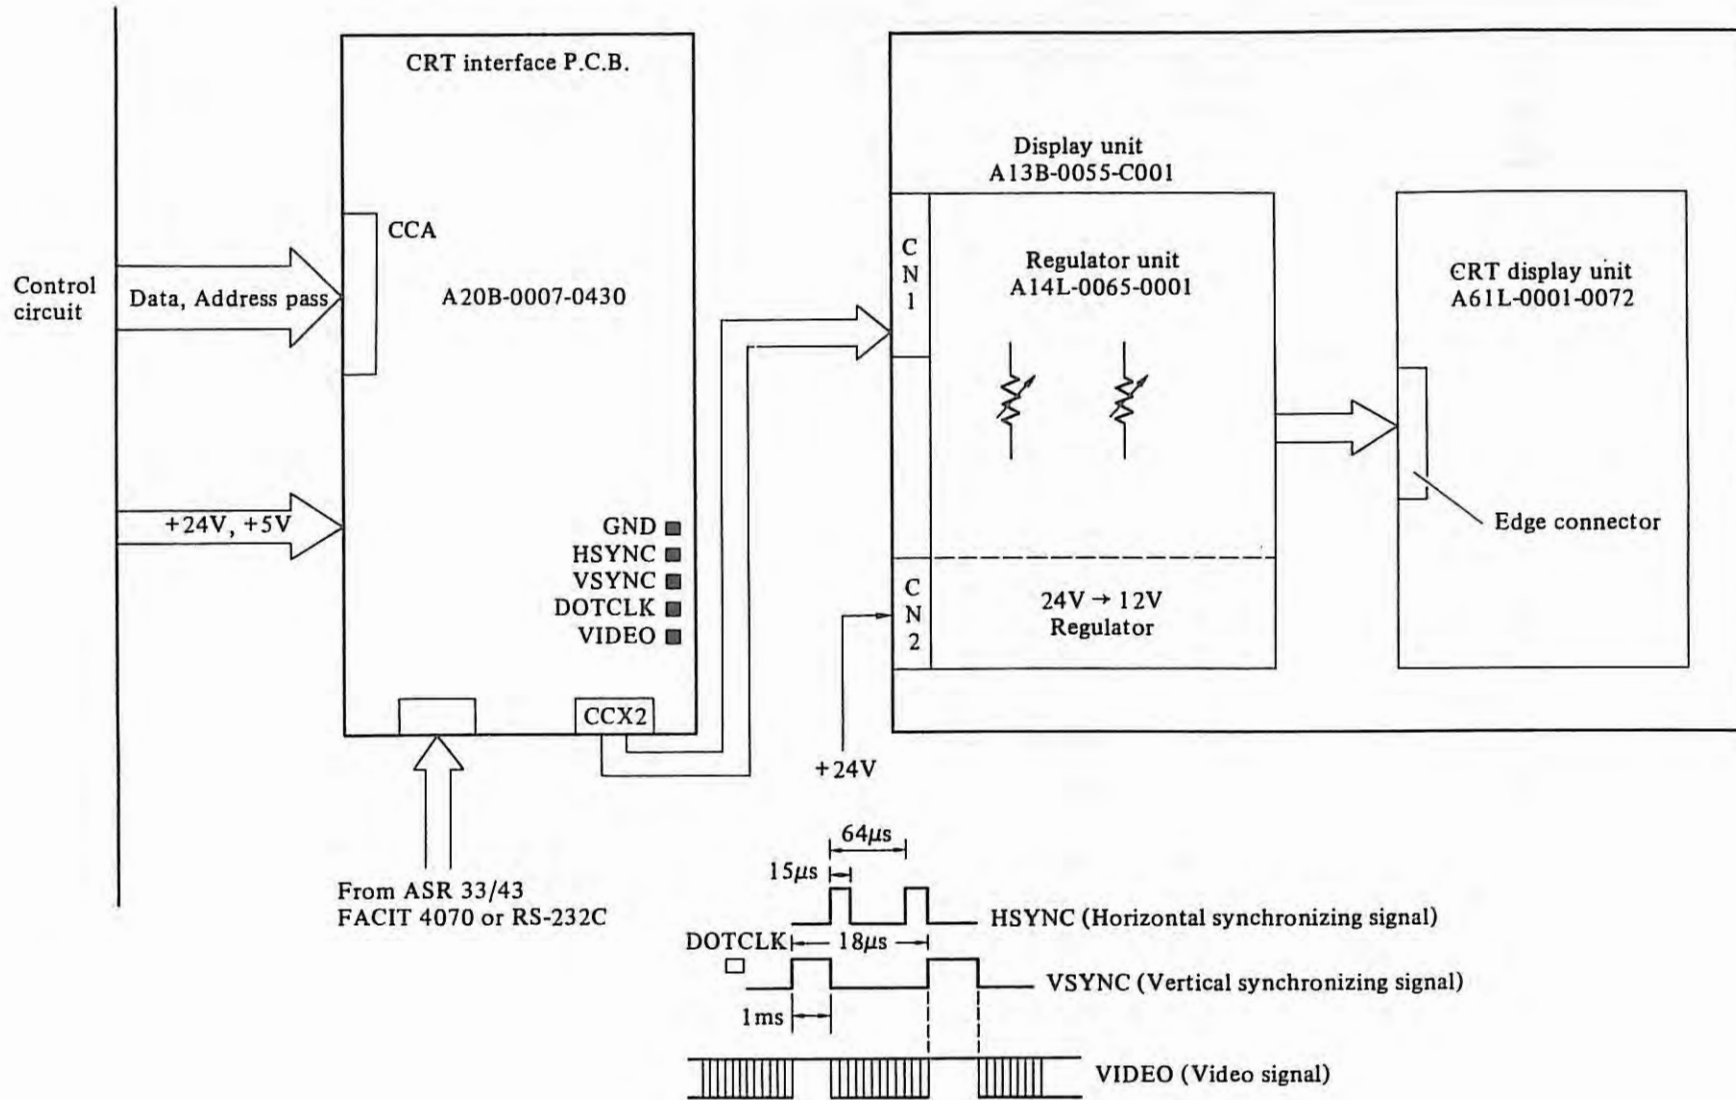 CRT interface P.C.B.
CCA
Control
circuit
Data, Address pass
A20B-0007-0430
+24V, +5V
GND
HSYNC
VSYNC
DOTCLK
VIDEO
CCX2
From ASR 33/43
FACIT 4070 or RS-232C
Display unit
A13B-0055-C001
C
N
1
Regulator unit
A14L-0065-0001
CRT display unit
A61L-0001-0072
Edge connector
C
N
2
24V → 12V
Regulator
+24V
64μs
15μs
HSYNC (Horizontal synchronizing signal)
DOTCLK
18μs
VSYNC (Vertical synchronizing signal)
1ms
VIDEO (Video signal)